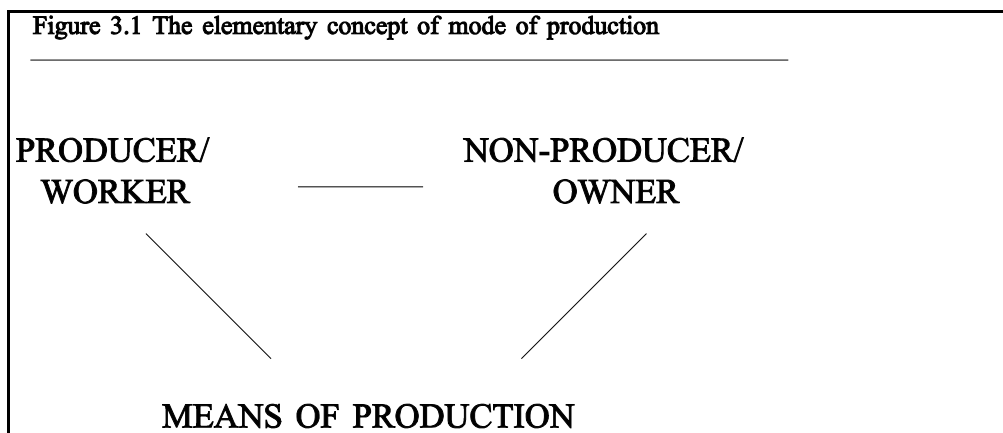 Figure 3.1 The elementary concept of mode of production
PRODUCER/
WORKER
NON-PRODUCER/
OWNER
MEANS OF PRODUCTION